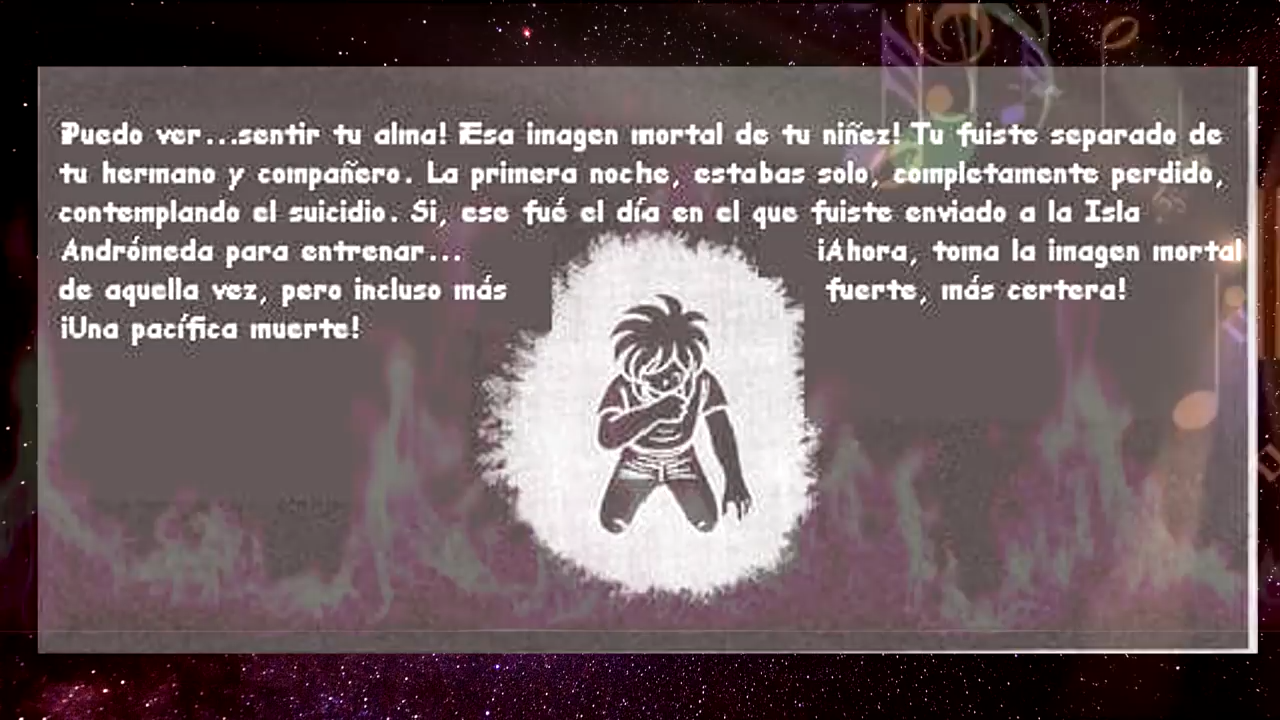 Puedo ver...sentir tu alma! Esa imagen mortal de tu niñez! Tu fuiste separado de
tu hermano y compañero. La primera noche, estabas solo, completamente perdido,
contemplando el suicidio. Si, ese fué el día en el que fuiste enviado a la Isla
Andrómeda para entrenar... ¡Ahora, toma la imagen mortal
de aquella vez, pero incluso más fuerte, más certera!
¡Una pacífica muerte!